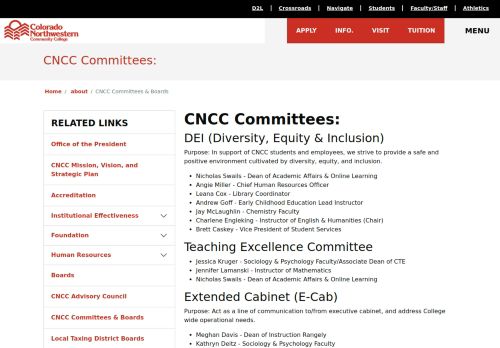 D2L | Crossroads | Navigate | Students | Faculty/Staff | Athletics
Colorado
Northwestern
Community College
APPLY INFO. VISIT TUITION MENU
CNCC Committees:
Home / about / CNCC Committees & Boards
RELATED LINKS
Office of the President
CNCC Mission, Vision, and
Strategic Plan
Accreditation
Institutional Effectiveness
Foundation
Human Resources
Boards
CNCC Advisory Council
CNCC Committees & Boards
Local Taxing District Boards
CNCC Committees:
DEI (Diversity, Equity & Inclusion)
Purpose: In support of CNCC students and employees, we strive to provide a safe and
positive environment cultivated by diversity, equity, and inclusion.
Nicholas Swails - Dean of Academic Affairs & Online Learning
Angie Miller - Chief Human Resources Officer
Leana Cox - Library Coordinator
Andrew Goff - Early Childhood Education Lead Instructor
Jay McLaughlin - Chemistry Faculty
Charlene Engleking - Instructor of English & Humanities (Chair)
Brett Caskey - Vice President of Student Services
Teaching Excellence Committee
Jessica Kruger - Sociology & Psychology Faculty/Associate Dean of CTE
Jennifer Lamanski - Instructor of Mathematics
Nicholas Swails - Dean of Academic Affairs & Online Learning
Extended Cabinet (E-Cab)
Purpose: Act as a line of communication to/from executive cabinet, and address College
wide operational needs.
Meghan Davis - Dean of Instruction Rangely
Kathryn Deitz - Sociology & Psychology Faculty